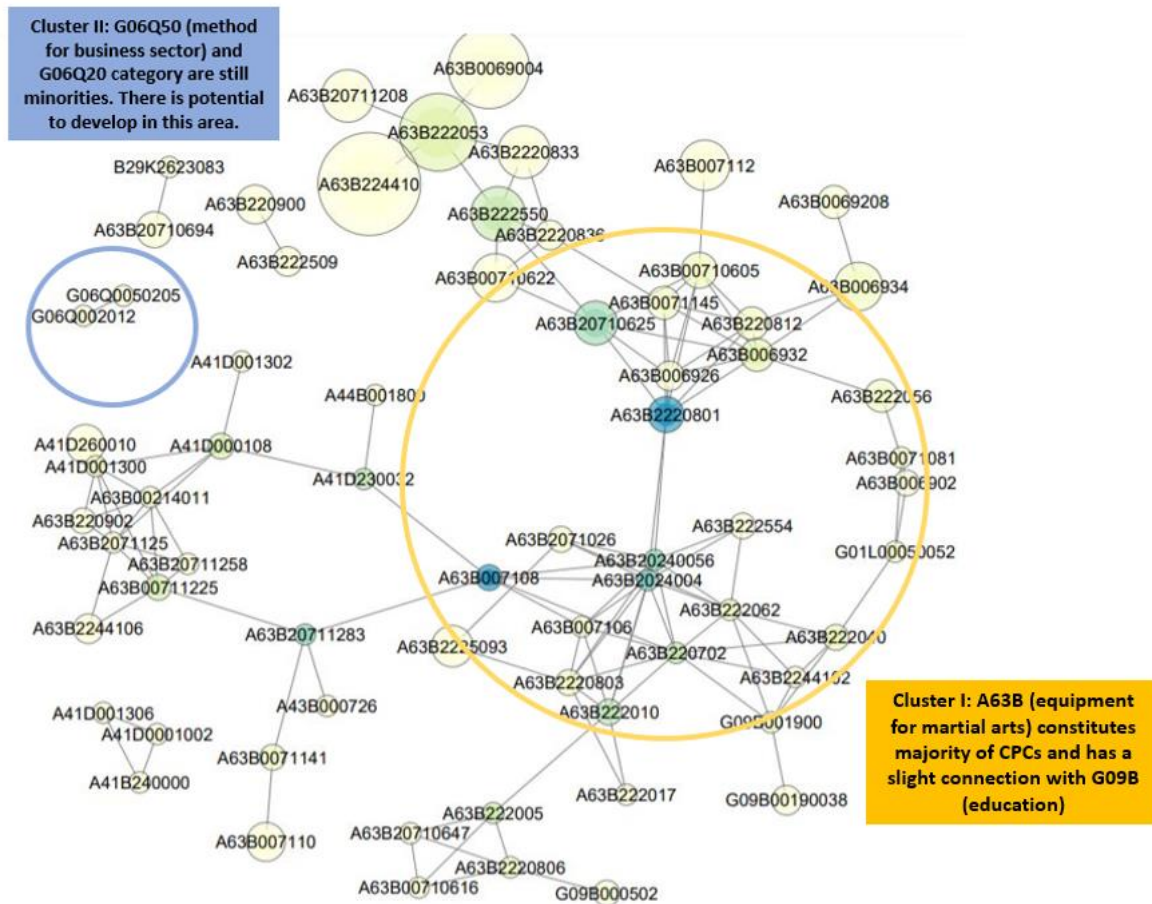 Cluster II: G06Q50 (method
for business sector) and
G06Q20 category are still
minorities. There is potential
to develop in this area.
A63B0069004
A63B20711208
A63B222053
A63B2220833
A63B007112
B29K2623083
A63B224410
A63B220900
A63B0069208
A63B222550
A63B20710694
A63B2220836
A63B222509
A63B00710605
A63B00710622
A63B006934
G06Q0050205
A63B0071145
G06Q002012
A63B20710625
A63B220812
A63B006932
A41D001302
A63B006926
A44B001800
A63B222056
A63B2220801
A41D260010
A41D000108
A63B0071081
A41D001300
A41D230032
A63B006902
A63B00214011
A63B220902
A63B222554
A63B2071125
A63B2071026
G01L00050052
A63B20711258
A63B20240056
A63B00711225
A63B007108
A63B2024004
A63B222062
A63B2244106
A63B20711283
A63B007106
A63B222040
A63B2225093
A63B220702
A63B2244102
A63B2220803
A43B000726
A63B222010
G09B001900
A41D001306
A41D0001002
A63B0071141
A41B240000
A63B222017
G09B00190038
A63B222005
A63B20710647
A63B007110
A63B2220806
A63B00710616
G09B000502
Cluster I: A63B (equipment
for martial arts) constitutes
majority of CPCs and has a
slight connection with G09B
(education)